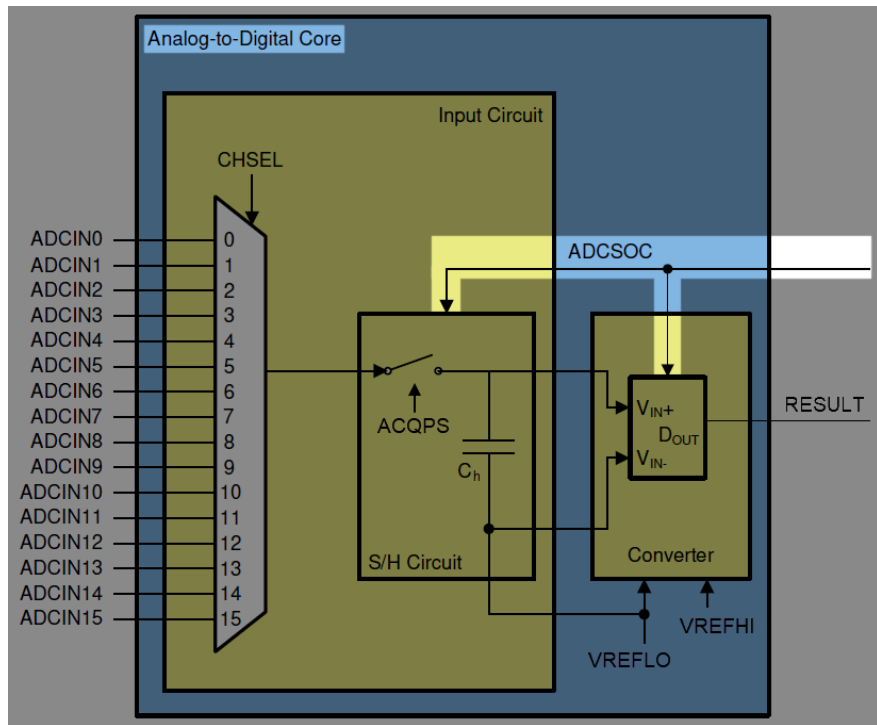 Analog-to-Digital Core
Input Circuit
CHSEL
ADCIN0 0
ADCIN1 1
ADCIN2 2
ADCIN3 3
ADCIN4 4
ADCIN5 5
ADCIN6 6
ADCIN7 7
ADCIN8 8
ADCIN9 9
ADCIN10 10
ADCIN11 11
ADCIN12 12
ADCIN13 13
ADCIN14 14
ADCIN15 15
ADCSOC
ACQPS
Ch
S/H Circuit
VIN+
DOUT
VIN-
Converter
RESULT
VREFHI
VREFLO